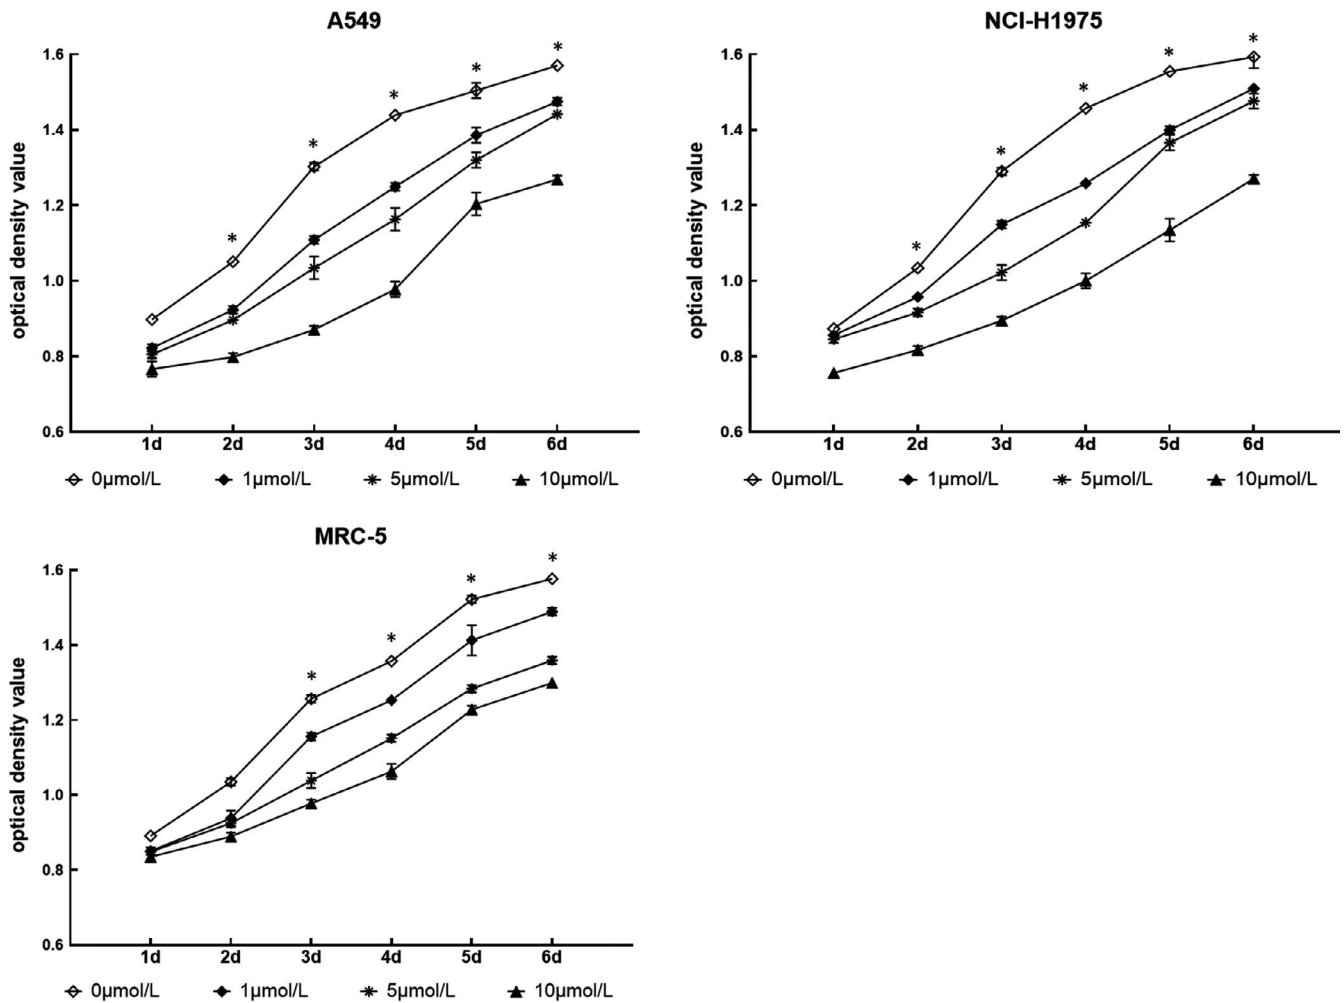 A549
optical density value
1.6
1.4
1.2
1.0
0.8
0.6
* * * * *
1d 2d 3d 4d 5d 6d
0µmol/L 1µmol/L 5µmol/L 10µmol/L
NCI-H1975
optical density value
1.6
1.4
1.2
1.0
0.8
0.6
* * * * *
1d 2d 3d 4d 5d 6d
0µmol/L 1µmol/L 5µmol/L 10µmol/L
MRC-5
optical density value
1.6
1.4
1.2
1.0
0.8
0.6
* * * *
1d 2d 3d 4d 5d 6d
0µmol/L 1µmol/L 5µmol/L 10µmol/L